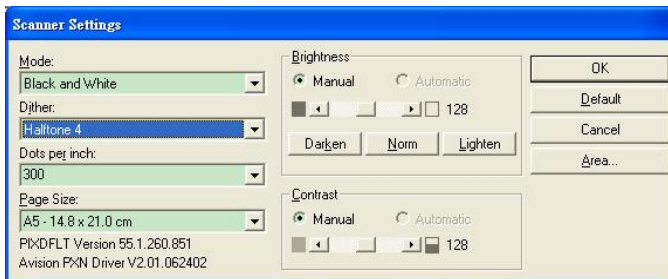 Scanner Settings
Mode:
Black and White
Dither:
Halftone 4
Dots per inch:
300
Page Size:
A5 - 14.8 x 21.0 cm
PIXDFLT Version 55.1.260.851
Avision PXN Driver V2.01.062402
Brightness
Manual Automatic
128
Darken Norm Lighten
Contrast
Manual Automatic
128
OK
Default
Cancel
Area...